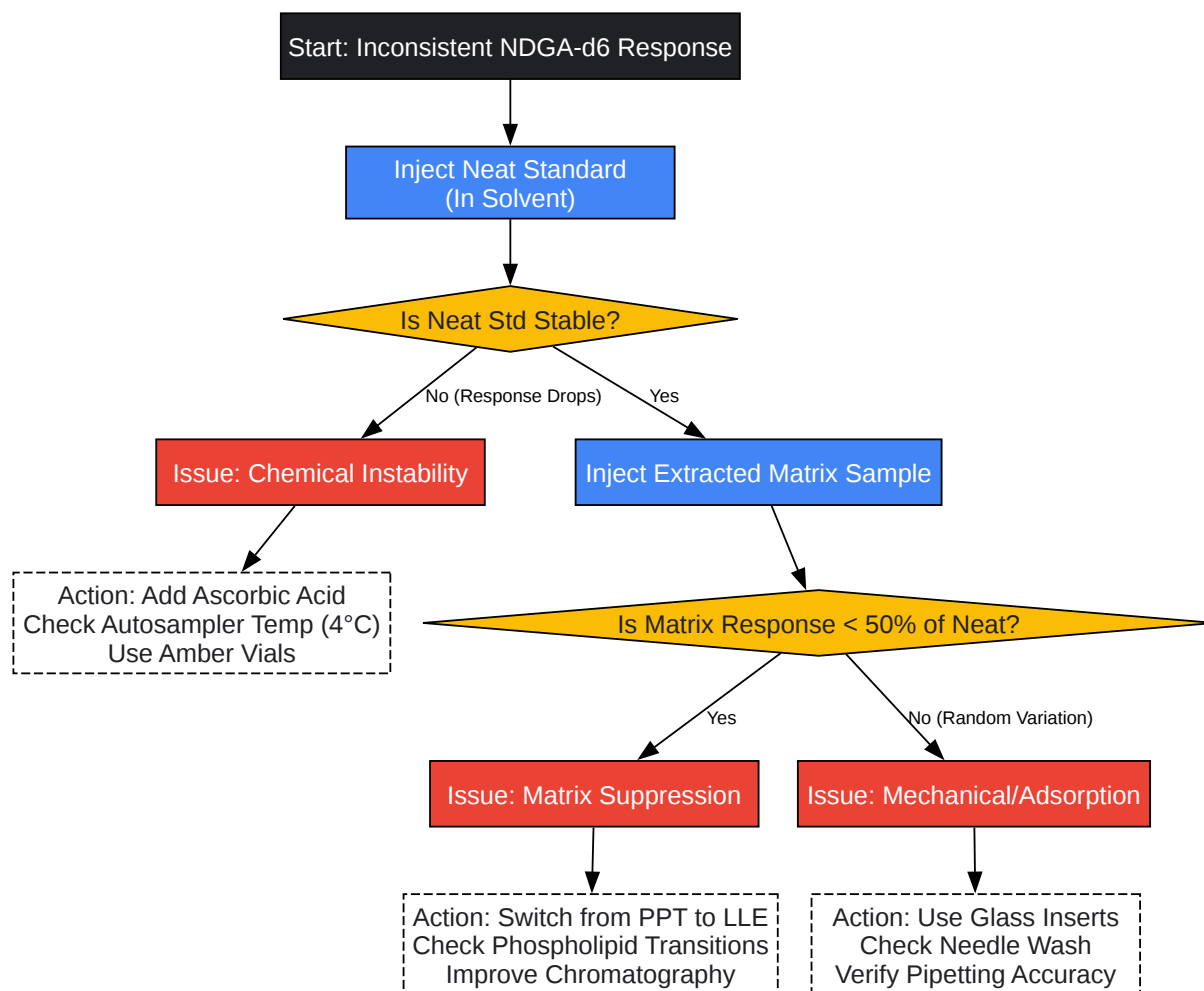 Start: Inconsistent NDGA-d6 Response
Inject Neat Standard
(In Solvent)
Is Neat Std Stable?
No (Response Drops)
Yes
Issue: Chemical Instability
Inject Extracted Matrix Sample
Action: Add Ascorbic Acid
Check Autosampler Temp (4°C)
Use Amber Vials
Is Matrix Response < 50% of Neat?
Yes
No (Random Variation)
Issue: Matrix Suppression
Issue: Mechanical/Adsorption
Action: Switch from PPT to LLE
Check Phospholipid Transitions
Improve Chromatography
Action: Use Glass Inserts
Check Needle Wash
Verify Pipetting Accuracy